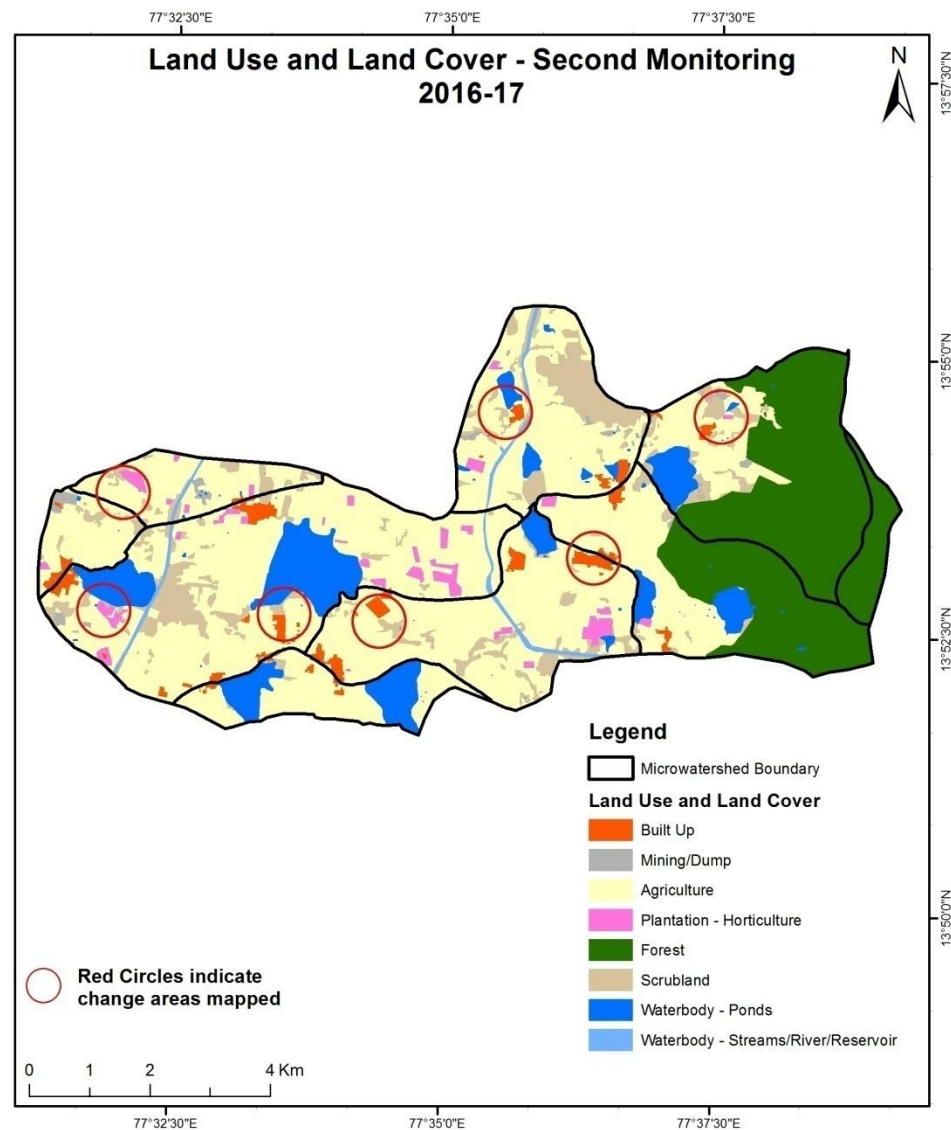 77°32'30"E
77°35'0"E
77°37'30"E
Land Use and Land Cover - Second Monitoring
2016-17
N
13°57'30"N
13°55'0"N
13°52'30"N
13°50'0"N
Legend
Microwatershed Boundary
Land Use and Land Cover
Built Up
Mining/Dump
Agriculture
Plantation - Horticulture
Forest
Scrubland
Waterbody - Ponds
Waterbody - Streams/River/Reservoir
Red Circles indicate
change areas mapped
0 1 2 4 Km
77°32'30"E
77°35'0"E
77°37'30"E